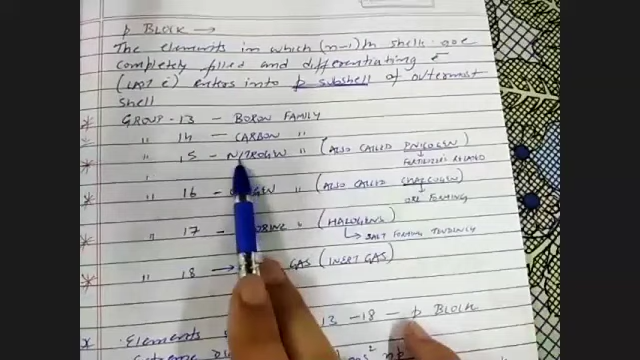 p BLOCK →
The elements in which (n-1)th shell are
completely filled and differentiating e⁻
(last e⁻) enters into p subshell of outermost
shell
GROUP - 13 - BORON FAMILY
" 14 - CARBON "
" 15 - NITROGEN " (ALSO CALLED PNICOGEN)
FERTILIZER RELATED
" 16 - "(ALSO CALLED CHALCOGEN)
ORE FORMING
" 17 - " (HALOGENS)
SALT FORMING TENDENCY
" 18 → GAS (INERT GAS)
13 - 18 - p BLOCK
Elements